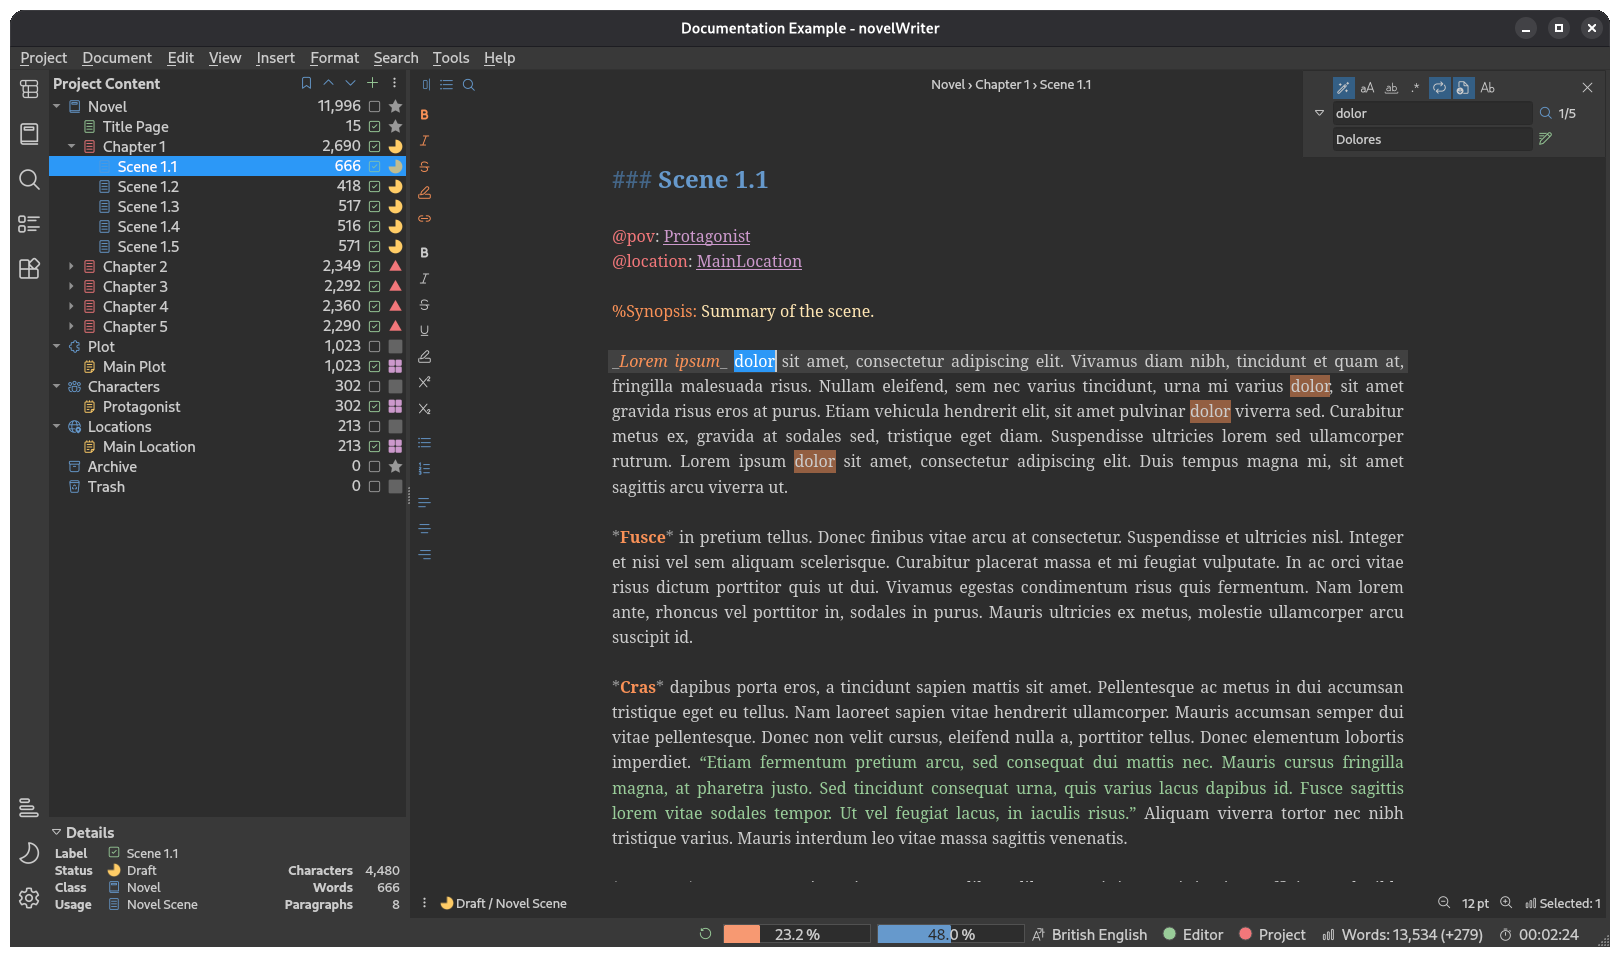 Documentation Example - novelWriter
Project Document Edit View Insert Format Search Tools Help
Project Content
Novel 11,996
Title Page 15
Chapter 1 2,690
Scene 1.1 666
Scene 1.2 418
Scene 1.3 517
Scene 1.4 516
Scene 1.5 571
Chapter 2 2,349
Chapter 3 2,292
Chapter 4 2,360
Chapter 5 2,290
Plot 1,023
Main Plot 1,023
Characters 302
Protagonist 302
Locations 213
Main Location 213
Archive 0
Trash 0
Details
Label Scene 1.1
Status Draft Characters 4,480
Class Novel Words 666
Usage Novel Scene Paragraphs 8
Novel › Chapter 1 › Scene 1.1
aA ab .* Ab
dolor 1/5
Dolores
B
I
S
B
I
S
U
X²
X₂
### Scene 1.1
@pov: Protagonist
@location: MainLocation
%Synopsis: Summary of the scene.
_Lorem ipsum_ dolor sit amet, consectetur adipiscing elit. Vivamus diam nibh, tincidunt et quam at,
fringilla malesuada risus. Nullam eleifend, sem nec varius tincidunt, urna mi varius dolor, sit amet
gravida risus eros at purus. Etiam vehicula hendrerit elit, sit amet pulvinar dolor viverra sed. Curabitur
metus ex, gravida at sodales sed, tristique eget diam. Suspendisse ultricies lorem sed ullamcorper
rutrum. Lorem ipsum dolor sit amet, consectetur adipiscing elit. Duis tempus magna mi, sit amet
sagittis arcu viverra ut.
*Fusce* in pretium tellus. Donec finibus vitae arcu at consectetur. Suspendisse et ultricies nisl. Integer
et nisi vel sem aliquam scelerisque. Curabitur placerat massa et mi feugiat vulputate. In ac orci vitae
risus dictum porttitor quis ut dui. Vivamus egestas condimentum risus quis fermentum. Nam lorem
ante, rhoncus vel porttitor in, sodales in purus. Mauris ultricies ex metus, molestie ullamcorper arcu
suscipit id.
*Cras* dapibus porta eros, a tincidunt sapien mattis sit amet. Pellentesque ac metus in dui accumsan
tristique eget eu tellus. Nam laoreet sapien vitae hendrerit ullamcorper. Mauris accumsan semper dui
vitae pellentesque. Donec non velit cursus, eleifend nulla a, porttitor tellus. Donec elementum lobortis
imperdiet. “Etiam fermentum pretium arcu, sed consequat dui mattis nec. Mauris cursus fringilla
magna, at pharetra justo. Sed tincidunt consequat urna, quis varius lacus dapibus id. Fusce sagittis
lorem vitae sodales tempor. Ut vel feugiat lacus, in iaculis risus.” Aliquam viverra tortor nec nibh
tristique varius. Mauris interdum leo vitae massa sagittis venenatis.
Draft / Novel Scene 12 pt Selected: 1
23.2 % 48.0 % British English Editor Project Words: 13,534 (+279) 00:02:24